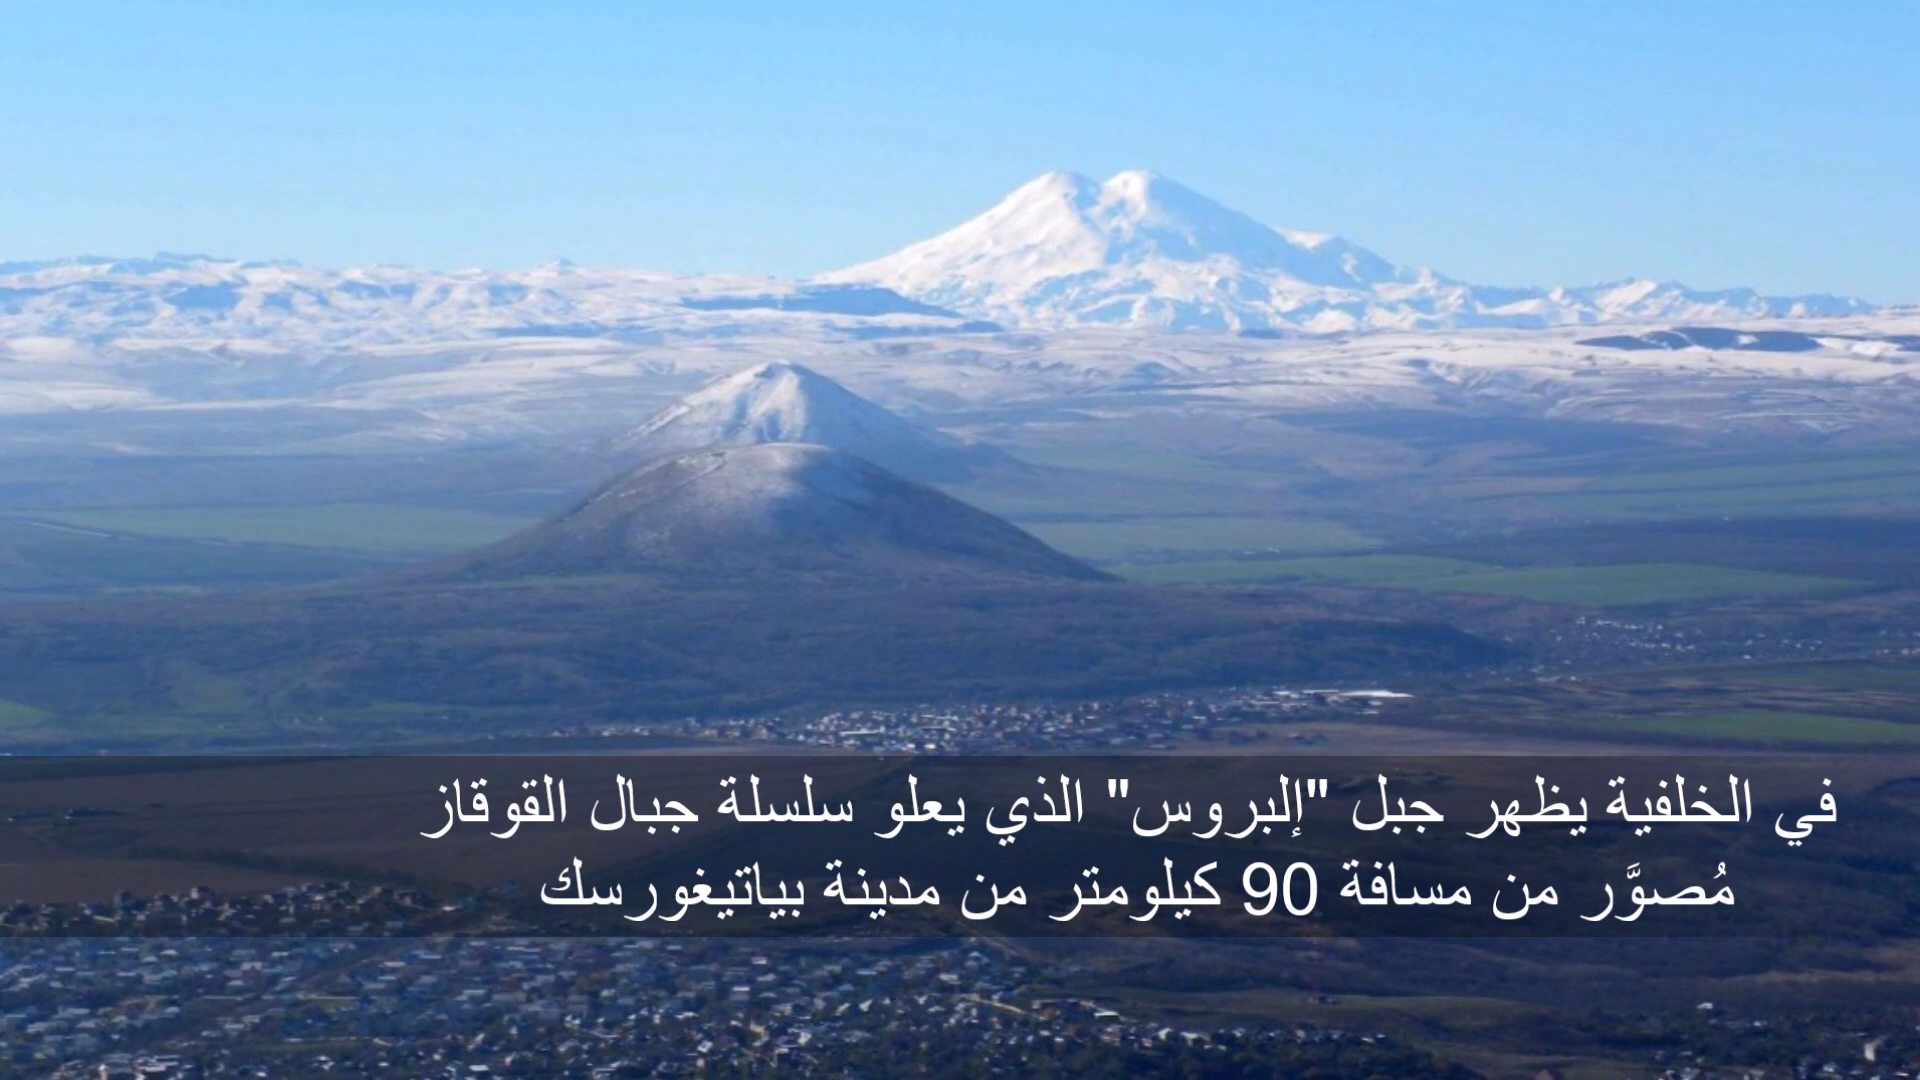 في الخلفية يظهر جبل "إلبروس" الذي يعلو سلسلة جبال القوقاز
مُصوَّر من مسافة 90 كيلومتر من مدينة بياتيغورسك